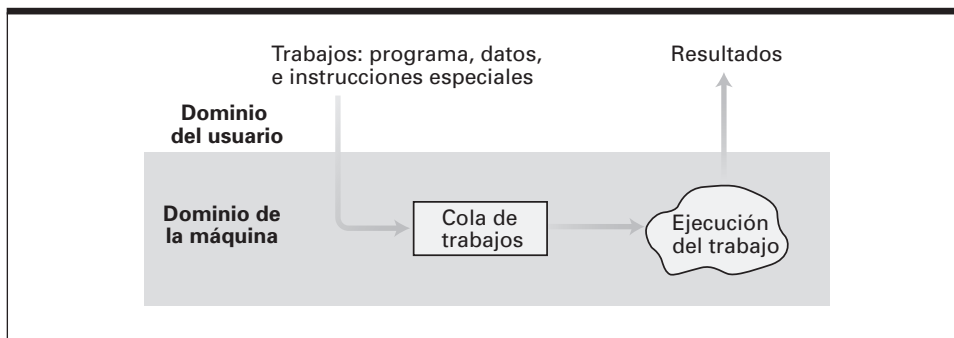 Trabajos: programa, datos,
e instrucciones especiales
Resultados
Dominio
del usuario
Dominio de
la máquina
Cola de
trabajos
Ejecución
del trabajo